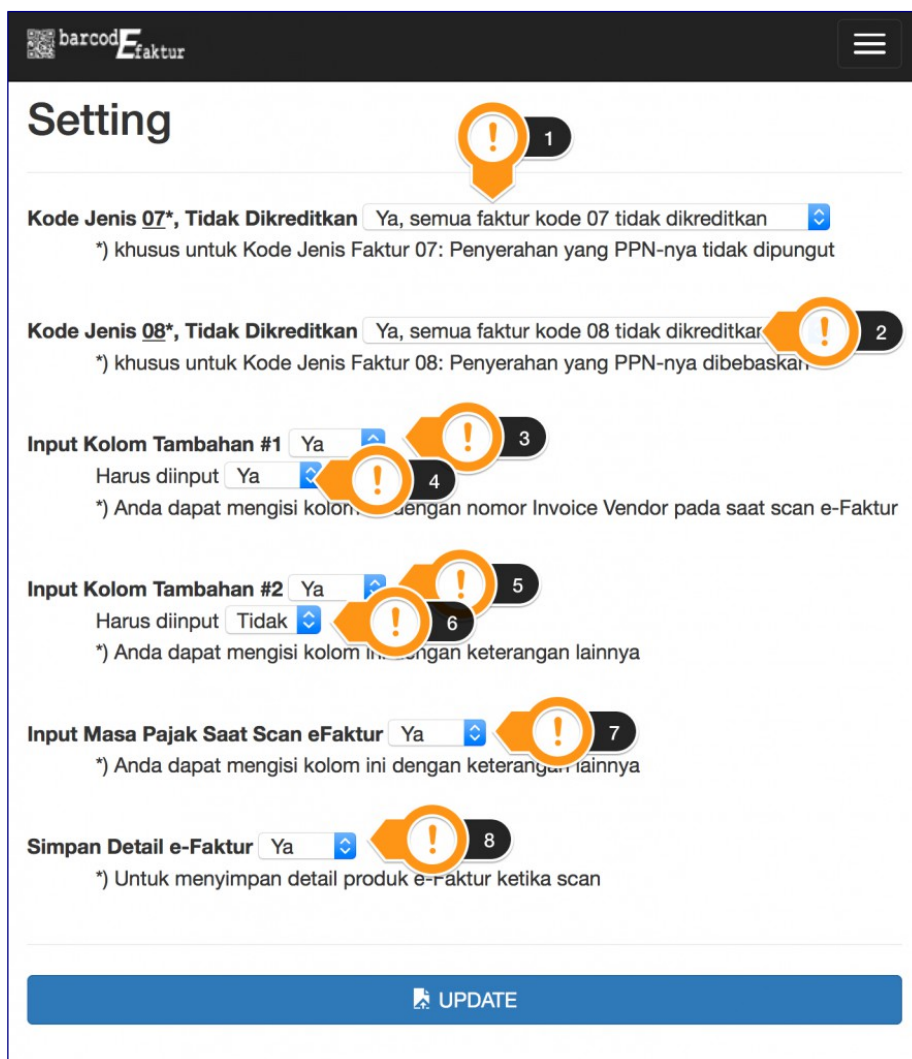 barcodEfaktur
Setting
1
Kode Jenis 07*, Tidak Dikreditkan Ya, semua faktur kode 07 tidak dikreditkan
*) khusus untuk Kode Jenis Faktur 07: Penyerahan yang PPN-nya tidak dipungut
Kode Jenis 08*, Tidak Dikreditkan Ya, semua faktur kode 08 tidak dikreditkan 2
*) khusus untuk Kode Jenis Faktur 08: Penyerahan yang PPN-nya dibebaskan
Input Kolom Tambahan #1 Ya 3
Harus diinput Ya 4
*) Anda dapat mengisi kolom dengan nomor Invoice Vendor pada saat scan e-Faktur
Input Kolom Tambahan #2 Ya 5
Harus diinput Tidak 6
*) Anda dapat mengisi kolom ini dengan keterangan lainnya
Input Masa Pajak Saat Scan eFaktur Ya 7
*) Anda dapat mengisi kolom ini dengan keterangan lainnya
Simpan Detail e-Faktur Ya 8
*) Untuk menyimpan detail produk e-Faktur ketika scan
UPDATE